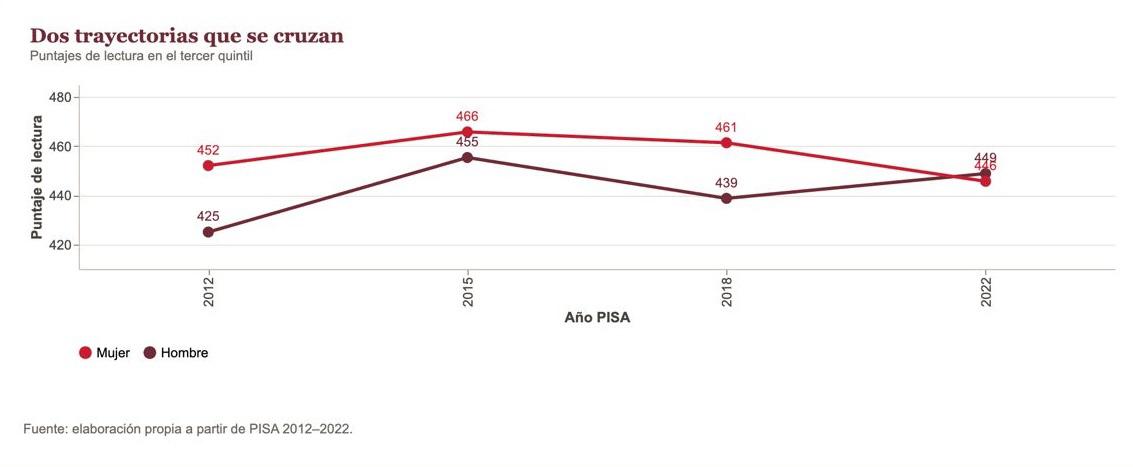 Dos trayectorias que se cruzan
Puntajes de lectura en el tercer quintil
Puntaje de lectura
480
460
440
420
452
466
461
446
425
455
439
449
2012
2015
2018
2022
Año PISA
Mujer
Hombre
Fuente: elaboración propia a partir de PISA 2012–2022.